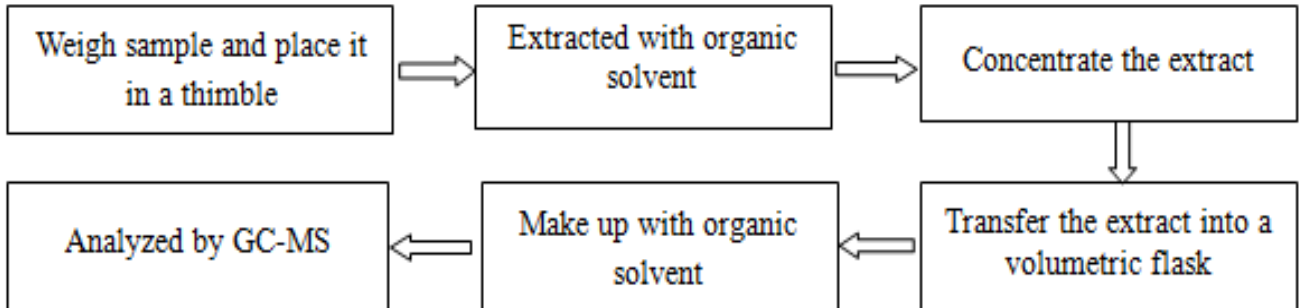 Weigh sample and place it
in a thimble
Extracted with organic
solvent
Concentrate the extract
Transfer the extract into a
volumetric flask
Make up with organic
solvent
Analyzed by GC-MS